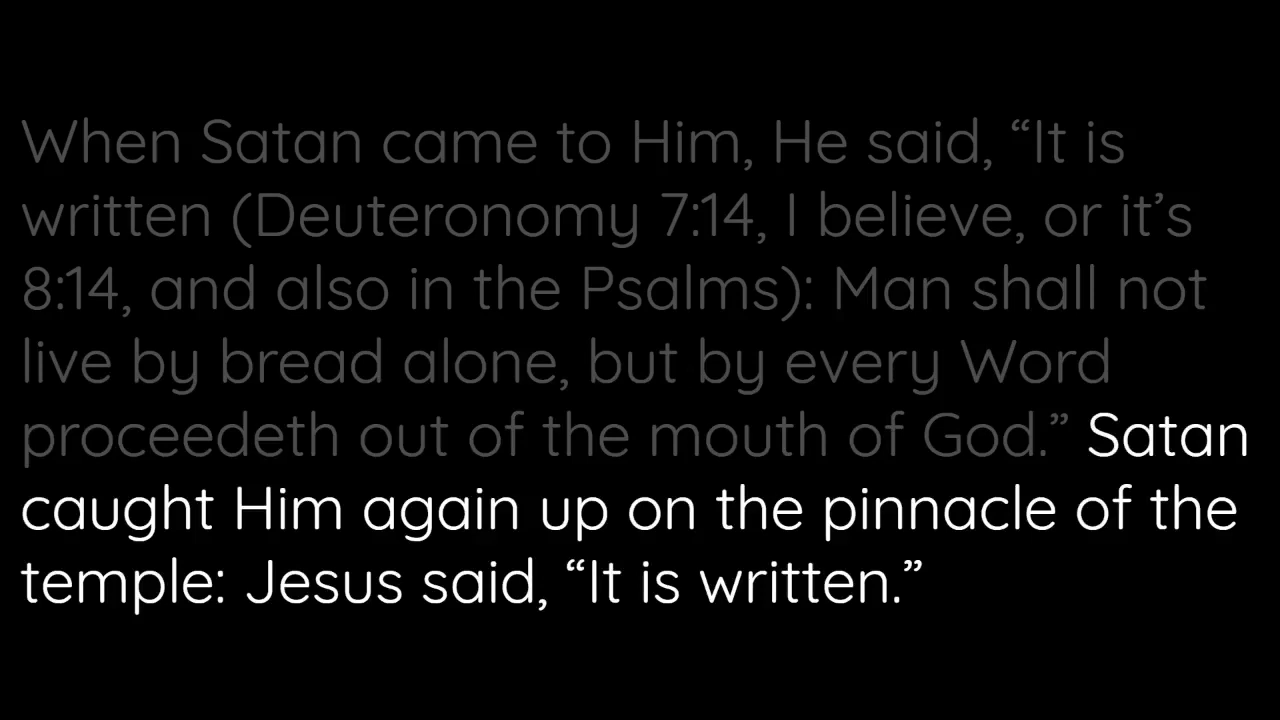 When Satan came to Him, He said, “It is
written (Deuteronomy 7:14, I believe, or it’s
8:14, and also in the Psalms): Man shall not
live by bread alone, but by every Word
proceedeth out of the mouth of God.” Satan
caught Him again up on the pinnacle of the
temple: Jesus said, “It is written.”